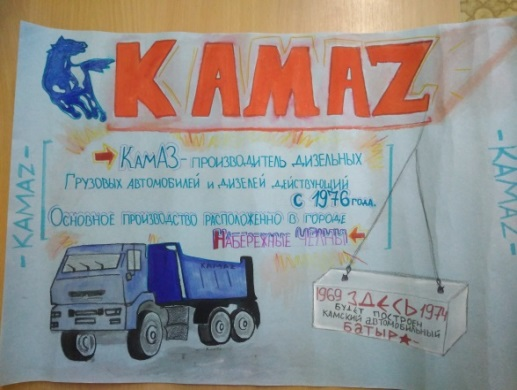 KAMAZ
КамАЗ - производитель дизельных
Грузовых автомобилей и дизелей действующий
с 1976 года.
Основное производство расположенно в городе
Набережные Челны
-KAMAZ-
-KAMAZ-
KAMAZ
1969 ЗДЕСЬ 1974
БУДЕТ ПОСТРОЕН
КАМСКИЙ АВТОМОБИЛЬНЫЙ
БАТЫР